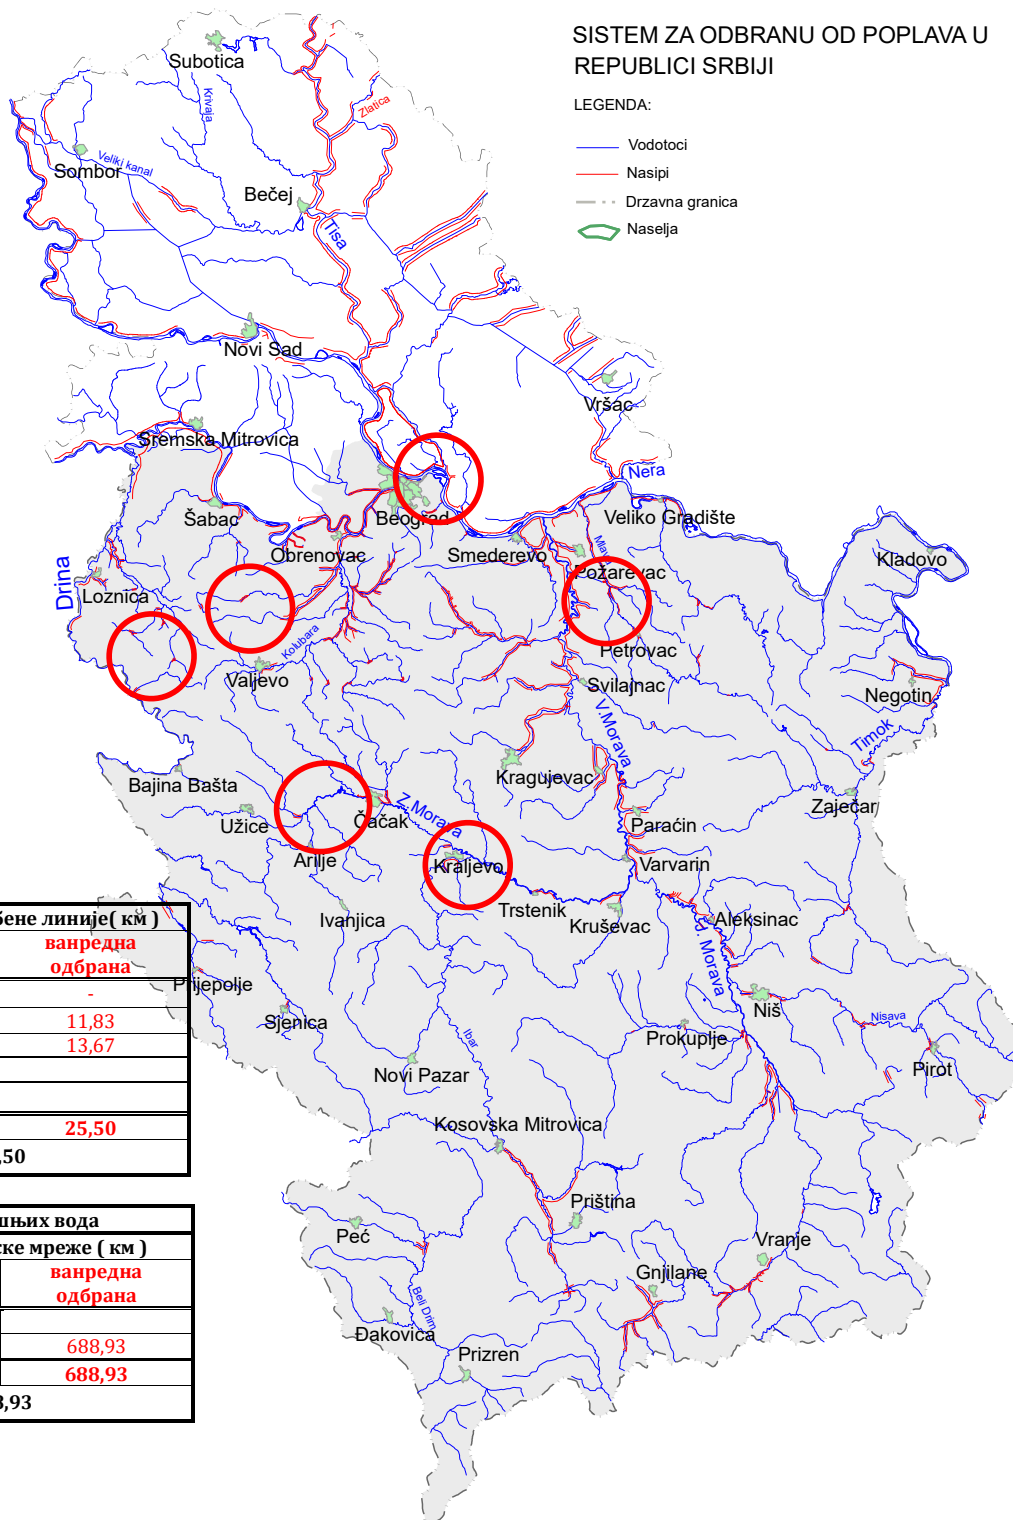 SISTEM ZA ODBRANU OD POPLAVA U
REPUBLICI SRBIJI
LEGENDA:
Vodotoci
Nasipi
Drzavna granica
Naselja
Subotica
Krivaja
Zlatica
Sombor
Veliki kanal
Bečej
Tisa
Novi Sad
Vršac
Sremska Mitrovica
Nera
Šabac
Beograd
Veliko Gradište
Obrenovac
Smederevo
Mlava
Kladovo
Drina
Loznica
Požarevac
Kolubara
Valjevo
Petrovac
Svilajnac
Negotin
V.Morava
Timok
Bajina Bašta
Kragujevac
Užice
Čačak
Z.Morava
Zaječar
Paraćin
Arilje
Kraljevo
Varvarin
Ivanjica
Trstenik
Kruševac
Aleksinac
J. Morava
Prijepolje
Sjenica
Niš
Nisava
Ibar
Prokuplje
Pirot
Novi Pazar
Kosovska Mitrovica
Priština
Peć
Vranje
Gnjilane
Beli Drim
Đakovica
Prizren
бене линије( км )
ванредна
одбрана
-
11,83
13,67
25,50
,50
шњих вода
ске мреже ( км )
ванредна
одбрана
688,93
688,93
8,93